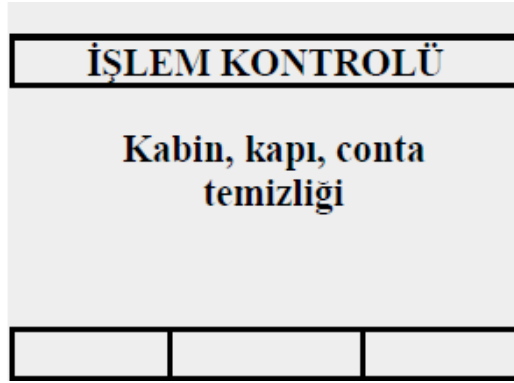 İŞLEM KONTROLÜ
Kabin, kapı, conta
temizliği